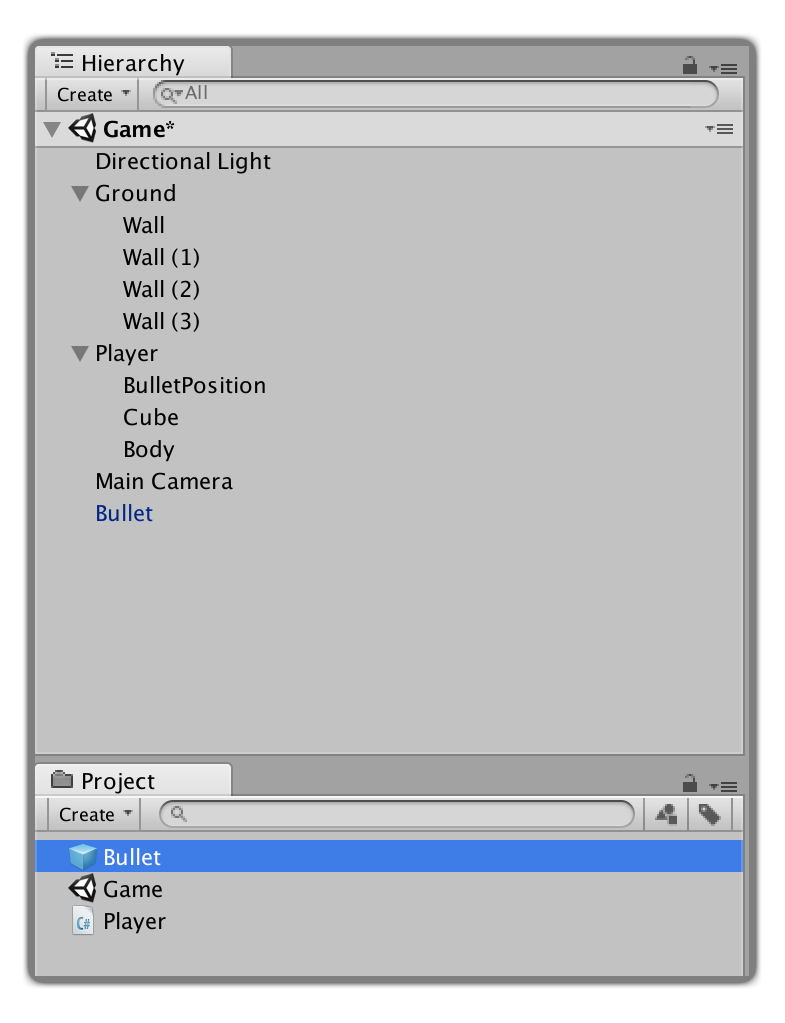 Hierarchy
Create All
Game*
Directional Light
Ground
Wall
Wall (1)
Wall (2)
Wall (3)
Player
BulletPosition
Cube
Body
Main Camera
Bullet
Project
Create
Bullet
Game
C# Player